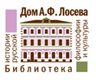 Дом А.Ф. Лосева
истории
русской
философии
и культуры
Библиотека